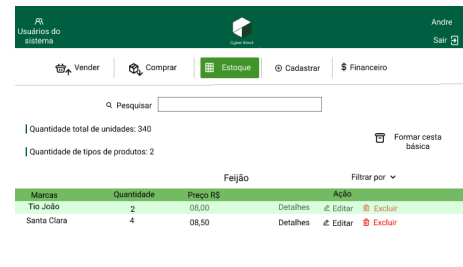 Andre
Usuários do
sistema
Cyber Stock
Sair
Vender
Comprar
Estoque
Cadastrar
$ Financeiro
Pesquisar
Quantidade total de unidades: 340
Quantidade de tipos de produtos: 2
Formar cesta
básica
Feijão
Filtrar por
Marcas Quantidade Preço R$ Ação
Tio João 2 08,00 Detalhes Editar Excluir
Santa Clara 4 08,50 Detalhes Editar Excluir